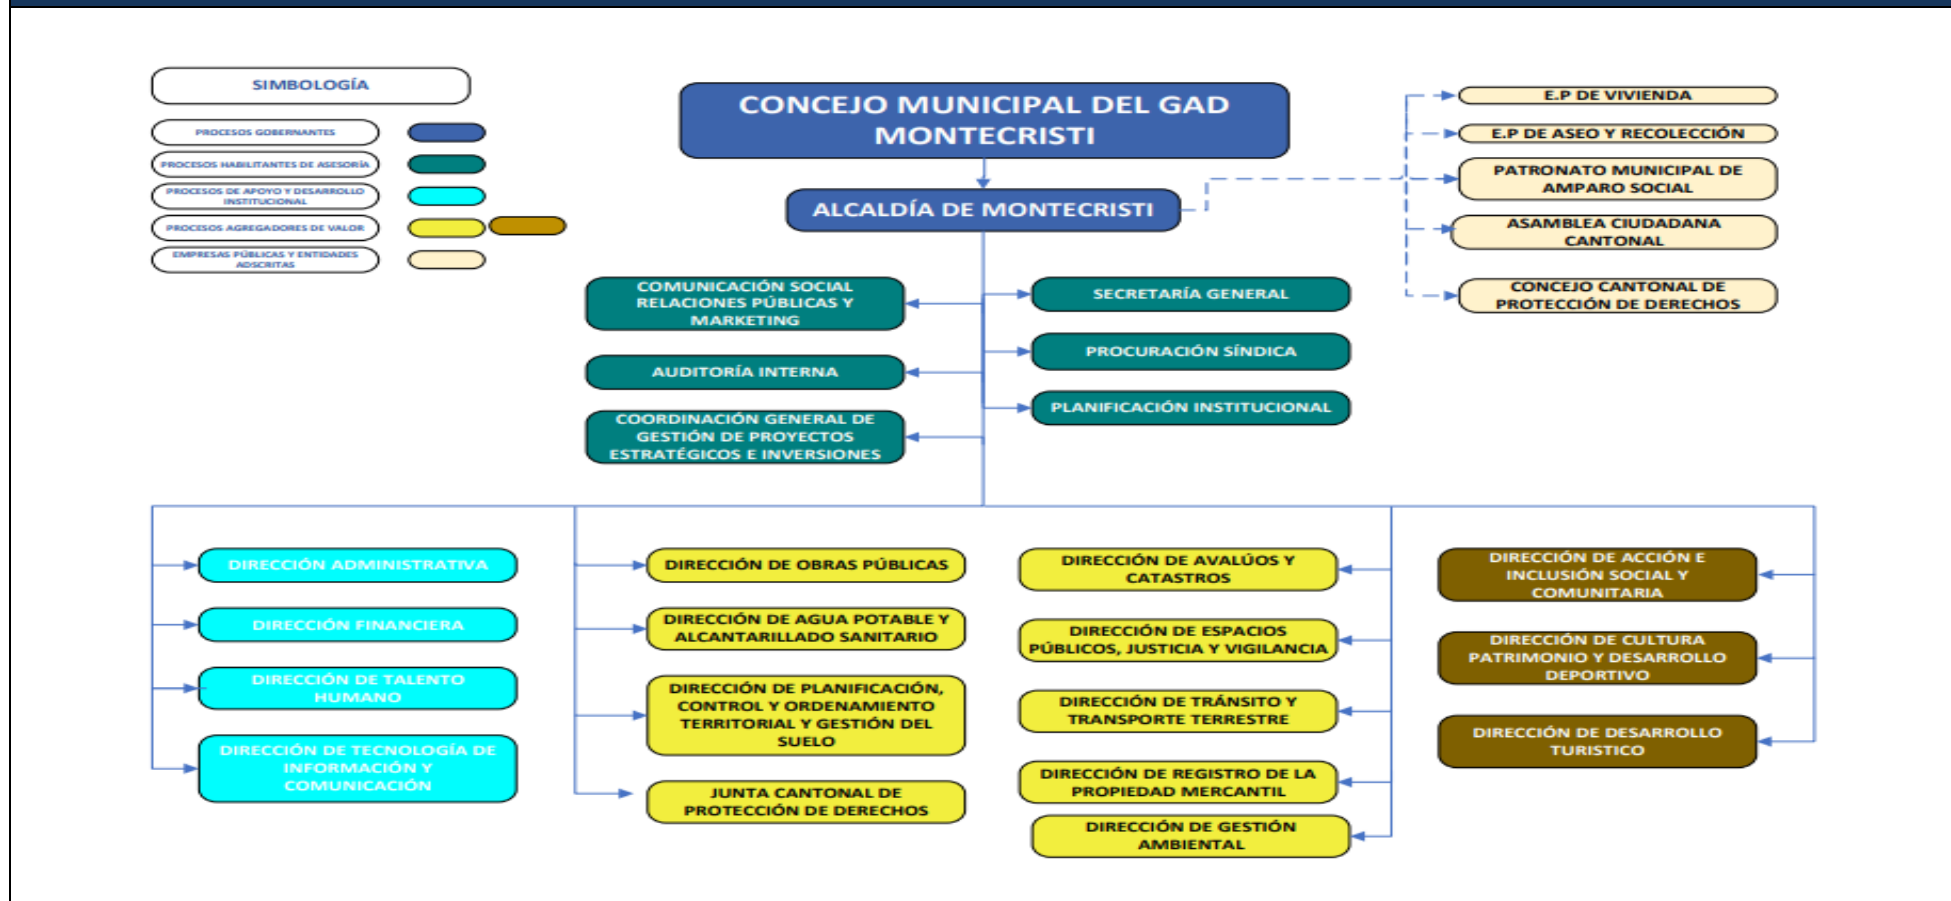 SIMBOLOGÍA
PROCESOS GOBERNANTES
PROCESOS HABILITANTES DE ASESORÍA
PROCESOS DE APOYO Y DESARROLLO
INSTITUCIONAL
PROCESOS AGREGADORES DE VALOR
EMPRESAS PÚBLICAS Y ENTIDADES
ADSCRITAS
CONCEJO MUNICIPAL DEL GAD
MONTECRISTI
ALCALDÍA DE MONTECRISTI
E.P DE VIVIENDA
E.P DE ASEO Y RECOLECCIÓN
PATRONATO MUNICIPAL DE
AMPARO SOCIAL
ASAMBLEA CIUDADANA
CANTONAL
CONCEJO CANTONAL DE
PROTECCIÓN DE DERECHOS
COMUNICACIÓN SOCIAL
RELACIONES PÚBLICAS Y
MARKETING
AUDITORÍA INTERNA
COORDINACIÓN GENERAL DE
GESTIÓN DE PROYECTOS
ESTRATÉGICOS E INVERSIONES
SECRETARÍA GENERAL
PROCURACIÓN SÍNDICA
PLANIFICACIÓN INSTITUCIONAL
DIRECCIÓN ADMINISTRATIVA
DIRECCIÓN FINANCIERA
DIRECCIÓN DE TALENTO
HUMANO
DIRECCIÓN DE TECNOLOGÍA DE
INFORMACIÓN Y
COMUNICACIÓN
DIRECCIÓN DE OBRAS PÚBLICAS
DIRECCIÓN DE AGUA POTABLE Y
ALCANTARILLADO SANITARIO
DIRECCIÓN DE PLANIFICACIÓN,
CONTROL Y ORDENAMIENTO
TERRITORIAL Y GESTIÓN DEL
SUELO
JUNTA CANTONAL DE
PROTECCIÓN DE DERECHOS
DIRECCIÓN DE AVALÚOS Y
CATASTROS
DIRECCIÓN DE ESPACIOS
PÚBLICOS, JUSTICIA Y VIGILANCIA
DIRECCIÓN DE TRÁNSITO Y
TRANSPORTE TERRESTRE
DIRECCIÓN DE REGISTRO DE LA
PROPIEDAD MERCANTIL
DIRECCIÓN DE GESTIÓN
AMBIENTAL
DIRECCIÓN DE ACCIÓN E
INCLUSIÓN SOCIAL Y
COMUNITARIA
DIRECCIÓN DE CULTURA
PATRIMONIO Y DESARROLLO
DEPORTIVO
DIRECCIÓN DE DESARROLLO
TURISTICO